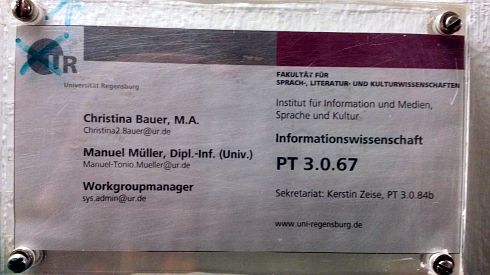 UR
Universität Regensburg
Christina Bauer, M.A.
Christina2.Bauer@ur.de
Manuel Müller, Dipl.-Inf. (Univ.)
Manuel-Tonio.Mueller@ur.de
Workgroupmanager
sys.admin@ur.de
FAKULTÄT FÜR
SPRACH-, LITERATUR- UND KULTURWISSENSCHAFTEN
Institut für Information und Medien,
Sprache und Kultur
Informationswissenschaft
PT 3.0.67
Sekretariat: Kerstin Zeise, PT 3.0.84b
www.uni-regensburg.de